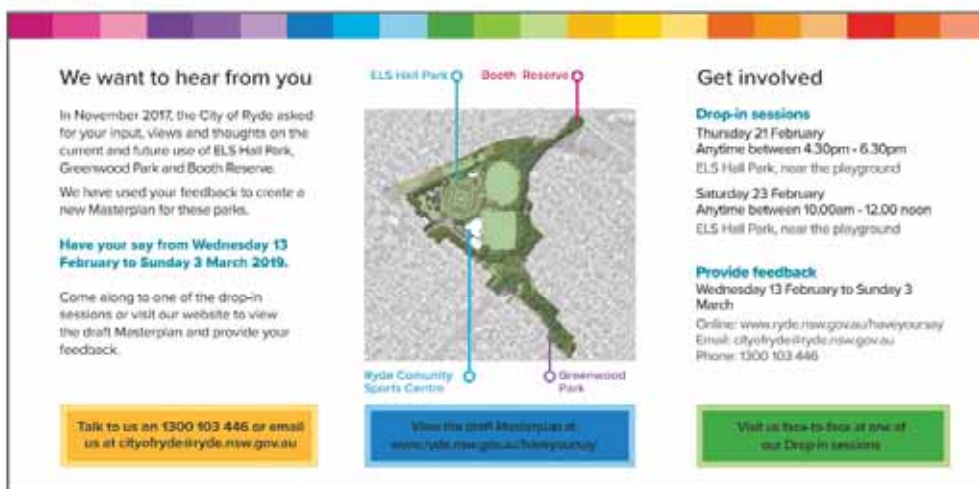 We want to hear from you
In November 2017, the City of Ryde asked
for your input, views and thoughts on the
current and future use of ELS Hall Park,
Greenwood Park and Booth Reserve.
We have used your feedback to create a
new Masterplan for these parks.
Have your say from Wednesday 13
February to Sunday 3 March 2019.
Come along to one of the drop-in
sessions or visit our website to view
the draft Masterplan and provide your
feedback.
Talk to us on 1300 103 446 or email
us at cityofryde@ryde.nsw.gov.au
ELS Hall Park
Booth Reserve
Ryde Comunity
Sports Centre
Greenwood
Park
View the draft Masterplan at
www.ryde.nsw.gov.au/haveyoursay
Get involved
Drop-in sessions
Thursday 21 February
Anytime between 4.30pm - 6.30pm
ELS Hall Park, near the playground
Saturday 23 February
Anytime between 10.00am - 12.00 noon
ELS Hall Park, near the playground
Provide feedback
Wednesday 13 February to Sunday 3
March
Online: www.ryde.nsw.gov.au/haveyoursay
Email: cityofryde@ryde.nsw.gov.au
Phone: 1300 103 446
Visit us face-to-face at one of
our Drop-in sessions